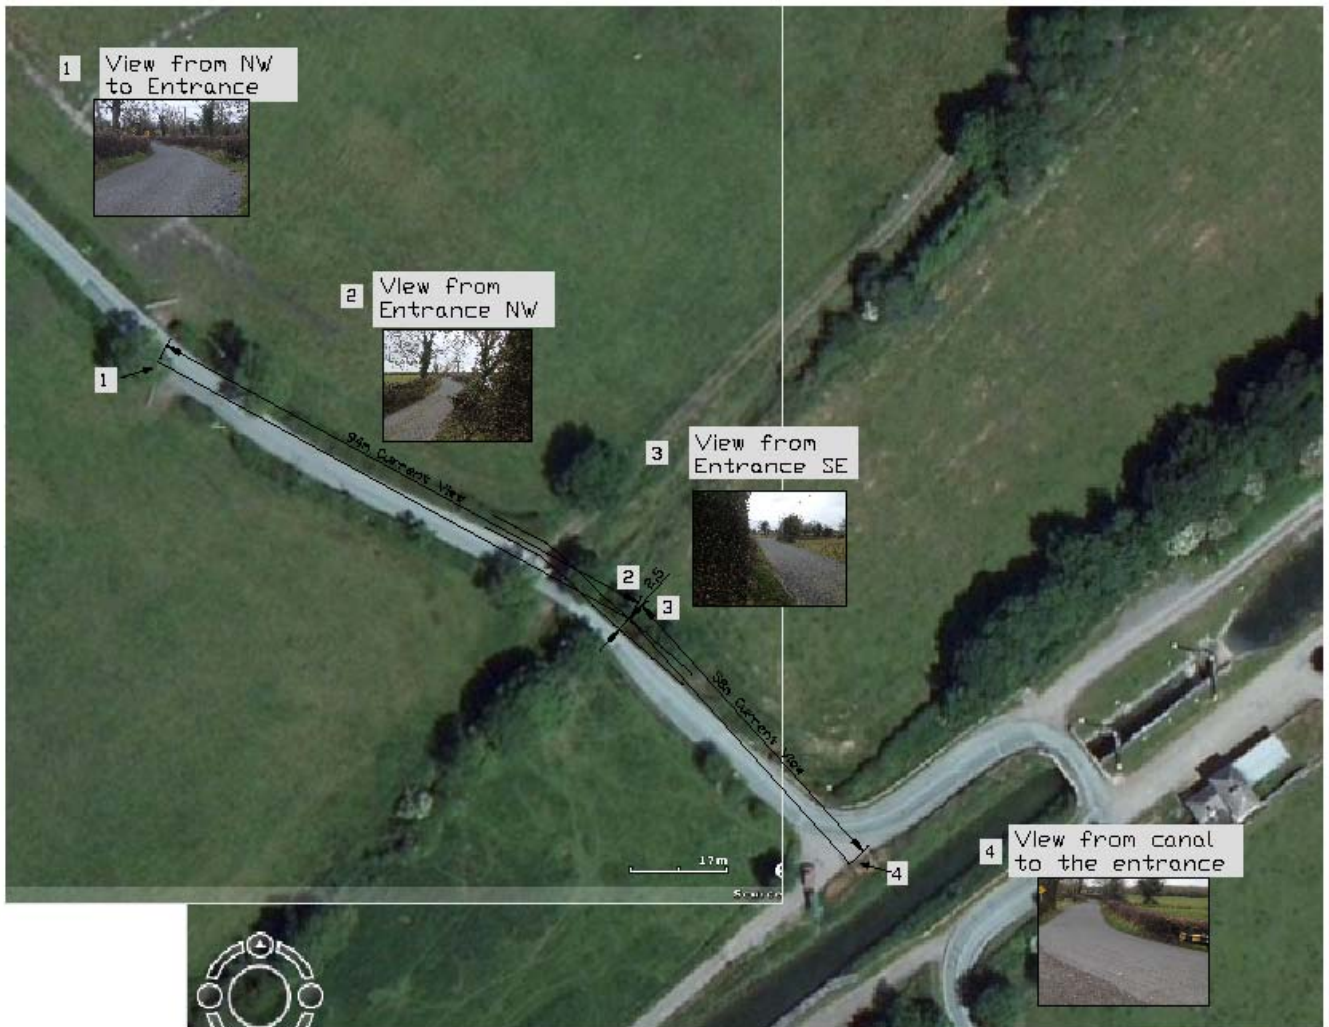 1
View from NW
to Entrance
2
View from
Entrance NW
1
94m Current View
3
View from
Entrance SE
2
2.5
3
58m Current View
17m
4
4
View from canal
to the entrance